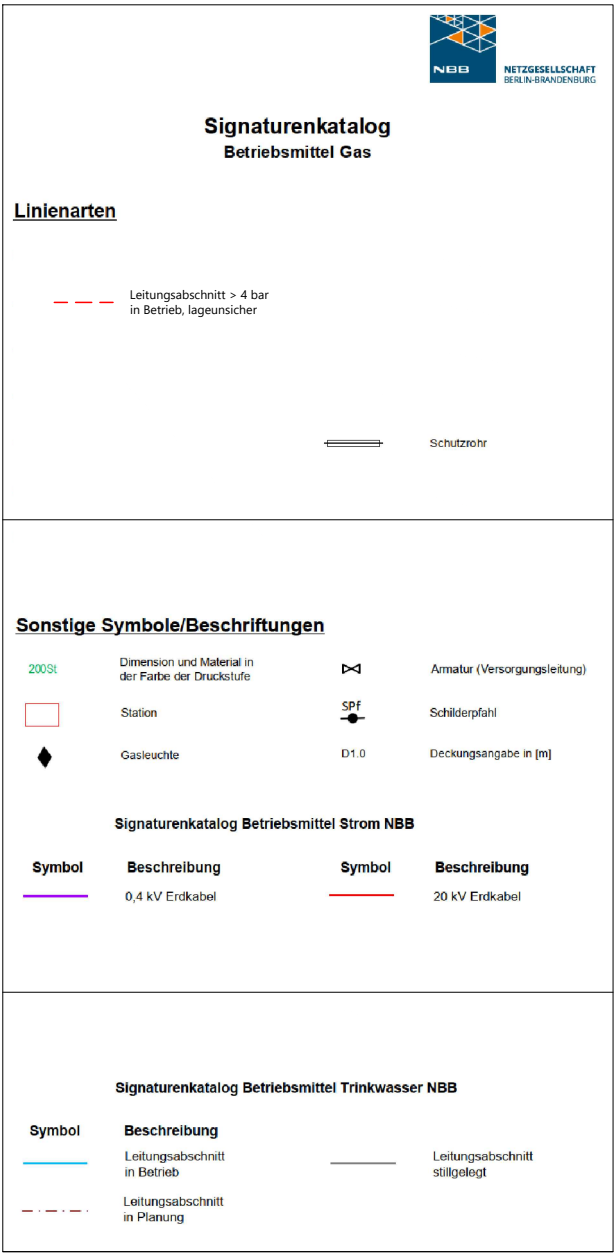 NBB
NETZGESELLSCHAFT
BERLIN-BRANDENBURG
Signaturenkatalog
Betriebsmittel Gas
Linienarten
Leitungsabschnitt > 4 bar
in Betrieb, lageunsicher
Schutzrohr
Sonstige Symbole/Beschriftungen
200St
Dimension und Material in
der Farbe der Druckstufe
Armatur (Versorgungsleitung)
Station
SPf
Schilderpfahl
Gasleuchte
D1.0
Deckungsangabe in [m]
Signaturenkatalog Betriebsmittel Strom NBB
Symbol Beschreibung Symbol Beschreibung
0,4 kV Erdkabel 20 kV Erdkabel
Signaturenkatalog Betriebsmittel Trinkwasser NBB
Symbol Beschreibung
Leitungsabschnitt
in Betrieb
Leitungsabschnitt
stillgelegt
Leitungsabschnitt
in Planung